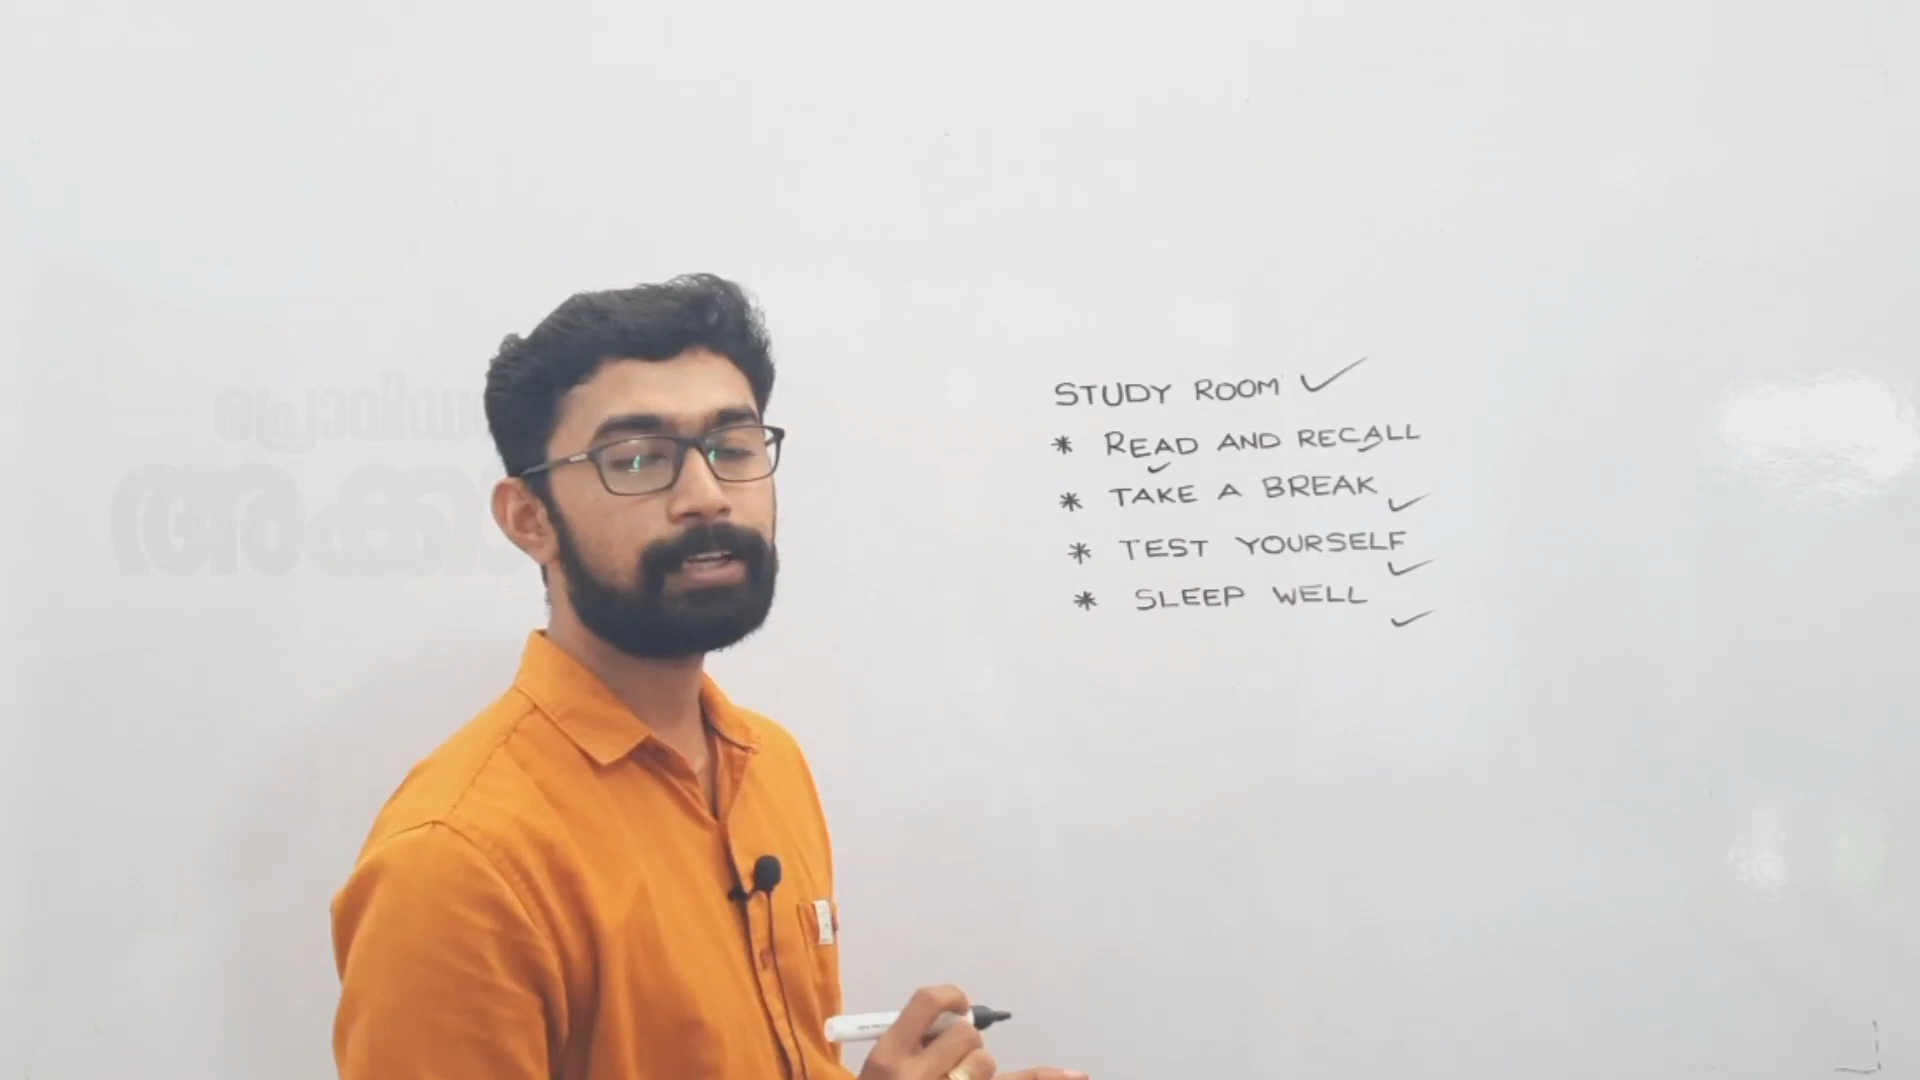 STUDY ROOM
* READ AND RECALL
* TAKE A BREAK
* TEST YOURSELF
* SLEEP WELL